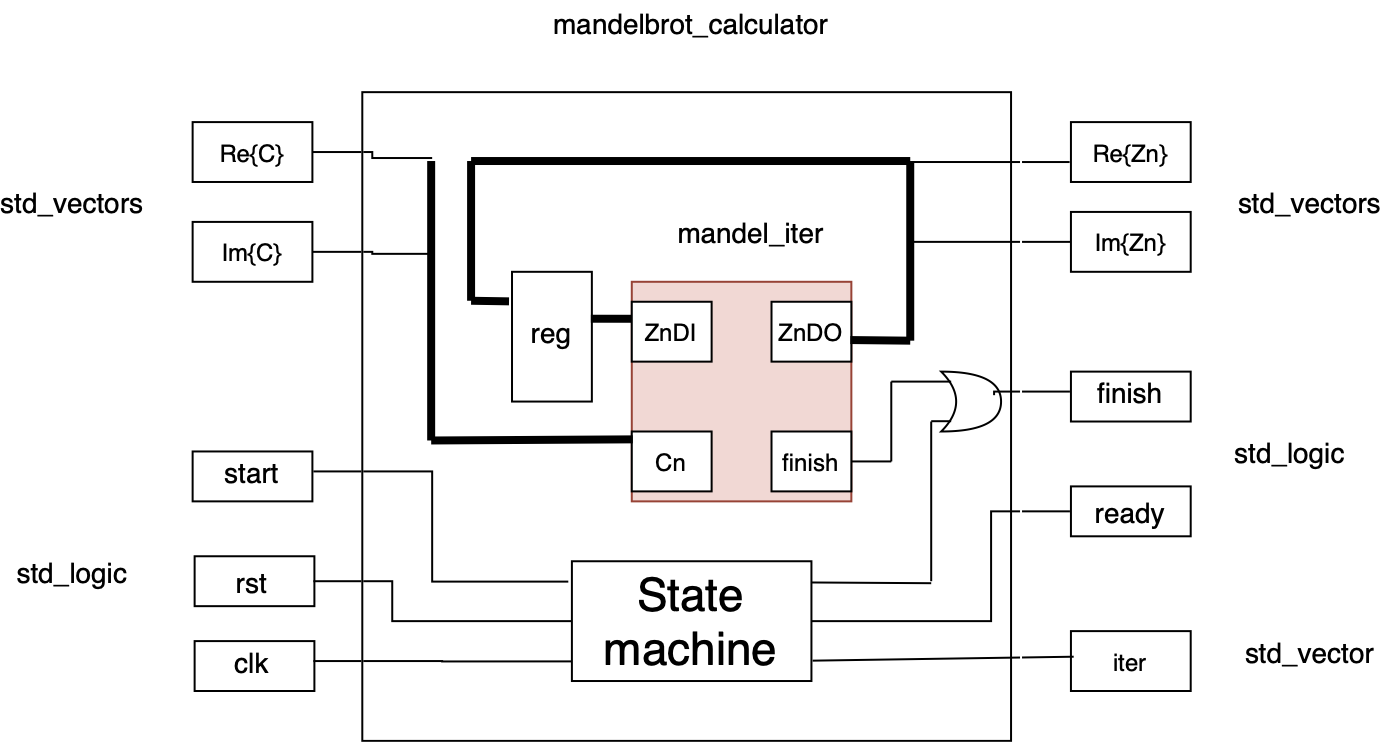 mandelbrot_calculator
Re{C}
Re{Zn}
std_vectors
std_vectors
Im{C}
Im{Zn}
mandel_iter
reg
ZnDI
ZnDO
finish
Cn
finish
start
std_logic
ready
std_logic
rst
State
machine
clk
iter
std_vector